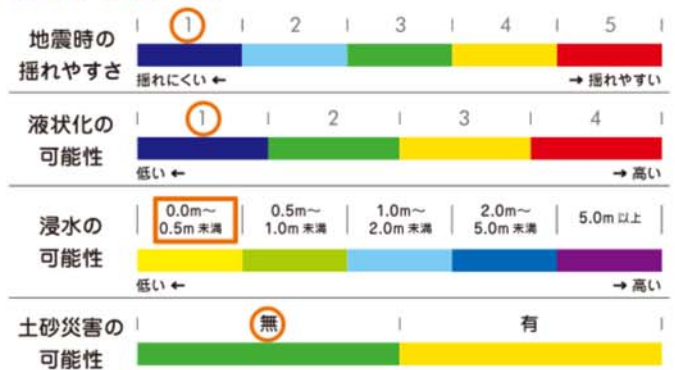 地震時の
揺れやすさ
1 2 3 4 5
揺れにくい ← → 揺れやすい
液状化の
可能性
1 2 3 4
低い ← → 高い
浸水の
可能性
0.0m〜
0.5m 未満
0.5m〜
1.0m 未満
1.0m〜
2.0m 未満
2.0m〜
5.0m 未満
5.0m 以上
低い ← → 高い
土砂災害の
可能性
無 有